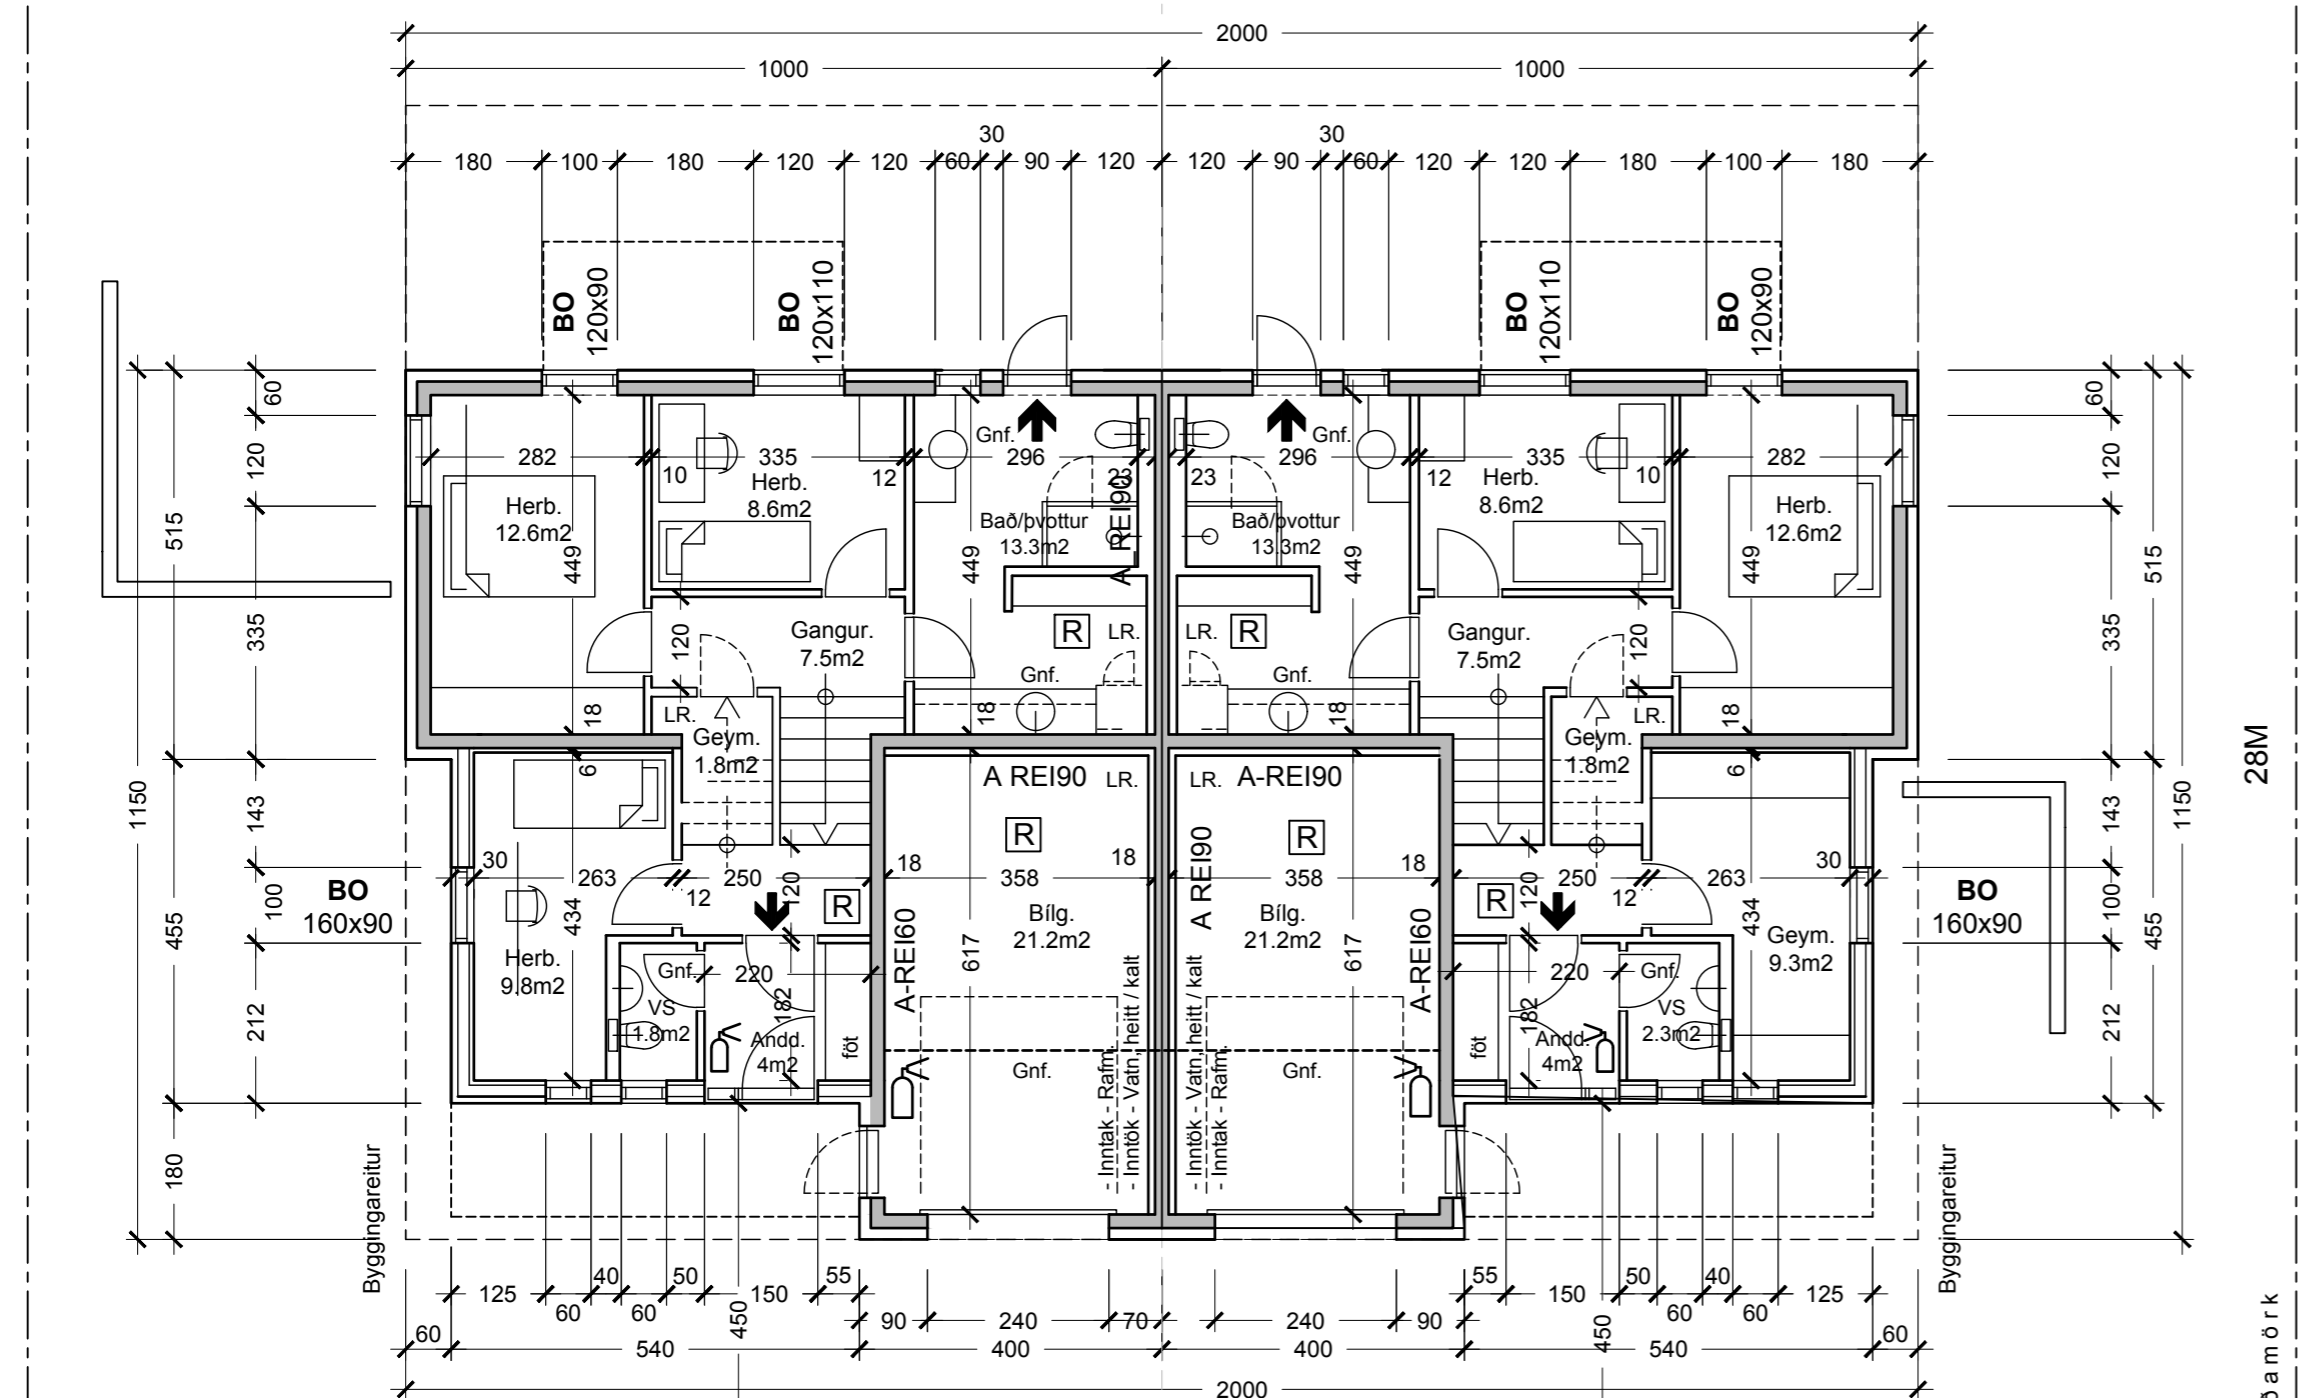 2000
1000 1000
30 30
180 100 180 120 120 60 90 120 120 90 60 120 120 180 100 180
BO
120x90
BO
120x110
BO
120x110
BO
120x90
60
120
515
335
1150
143
455
100
212
180
60
120
515
335
1150
143
455
100
212
28M
282 335 296 296 335 282
10 12 23 23 12 10
Gnf. Gnf.
Herb.
12.6m2
449
Herb.
8.6m2
Bað/þvottur
13.3m2
449
A_REI90
Bað/þvottur
13.3m2
449
Herb.
8.6m2
Herb.
12.6m2
449
120
Gangur.
7.5m2
R LR. LR. R
Gangur.
7.5m2
120
Gnf. Gnf.
18 LR. 18 18 LR. 18
Geym.
1.8m2
Geym.
1.8m2
6 6
A REI90 LR. LR. A-REI90
R R
A REI90
30 263 12 250 120 18 358 18 358 18 250 120 12 263 30
BO
160x90
BO
160x90
R R
434 434
Bílg.
21.2m2
Bílg.
21.2m2
617 617
A-REI60 A-REI60
Herb.
9.8m2
Gnf.
VS
1.8m2
220
182
Andd.
4m2
föt
föt
220
182
Andd.
4m2
Gnf.
VS
2.3m2
Geym.
9.3m2
Gnf. Gnf.
- Inntak - Rafm.
- Inntök - Vatn, heitt / kalt
- Inntök - Vatn, heitt / kalt
- Inntak - Rafm.
Byggingareitur Byggingareitur
125 60 40 60 50 150 55 55 150 50 60 40 60 125
450 450
90 240 70 240 90
60 540 400 400 540 60
2000
ðamörk